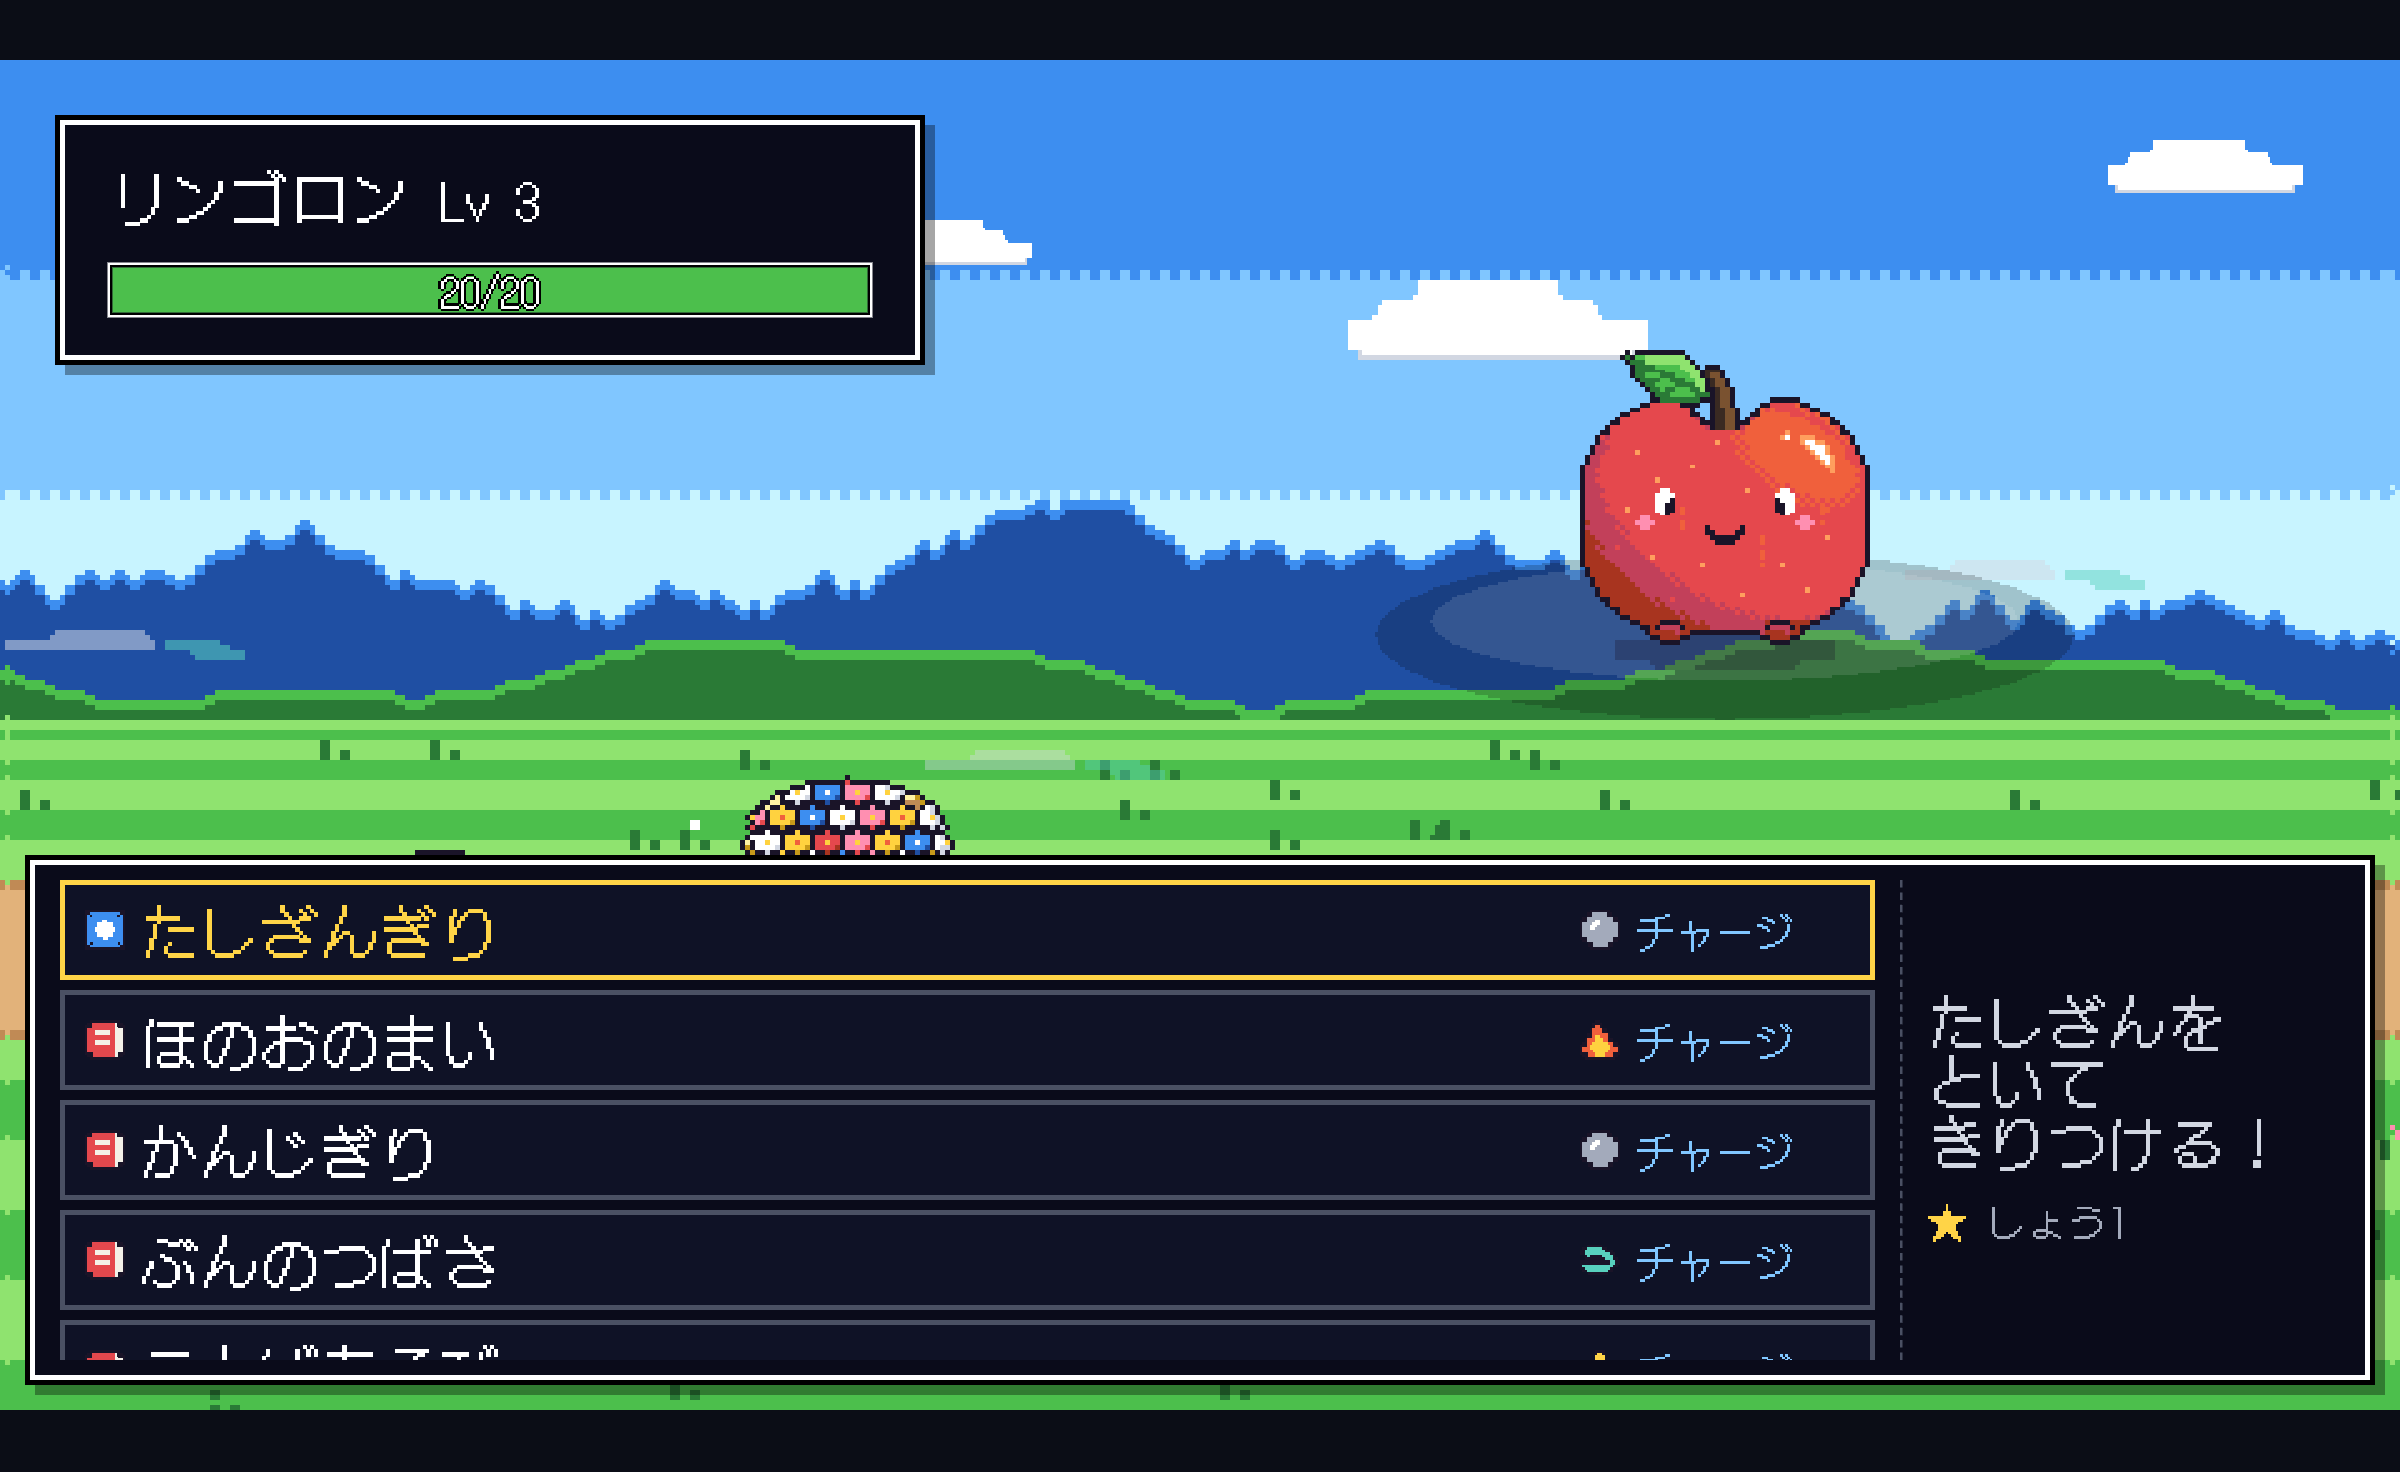 リンゴロン Lv 3
20/20
たしざんぎり チャージ
ほのおのまい チャージ
かんじぎり チャージ
ぶんのつばさ チャージ
たしざんを
といて
きりつける！
しょう1